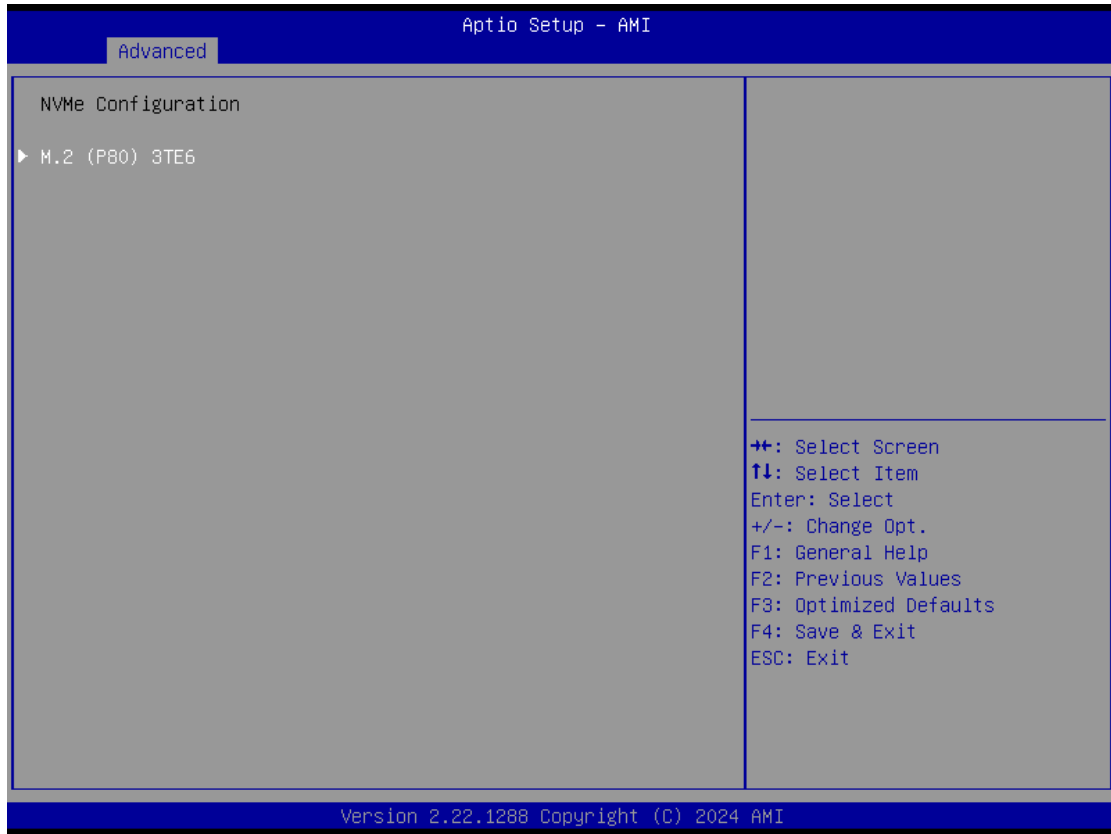 Aptio Setup – AMI
Advanced
NVMe Configuration
▶ M.2 (P80) 3TE6
→←: Select Screen
↑↓: Select Item
Enter: Select
+/-: Change Opt.
F1: General Help
F2: Previous Values
F3: Optimized Defaults
F4: Save & Exit
ESC: Exit
Version 2.22.1288 Copyright (C) 2024 AMI